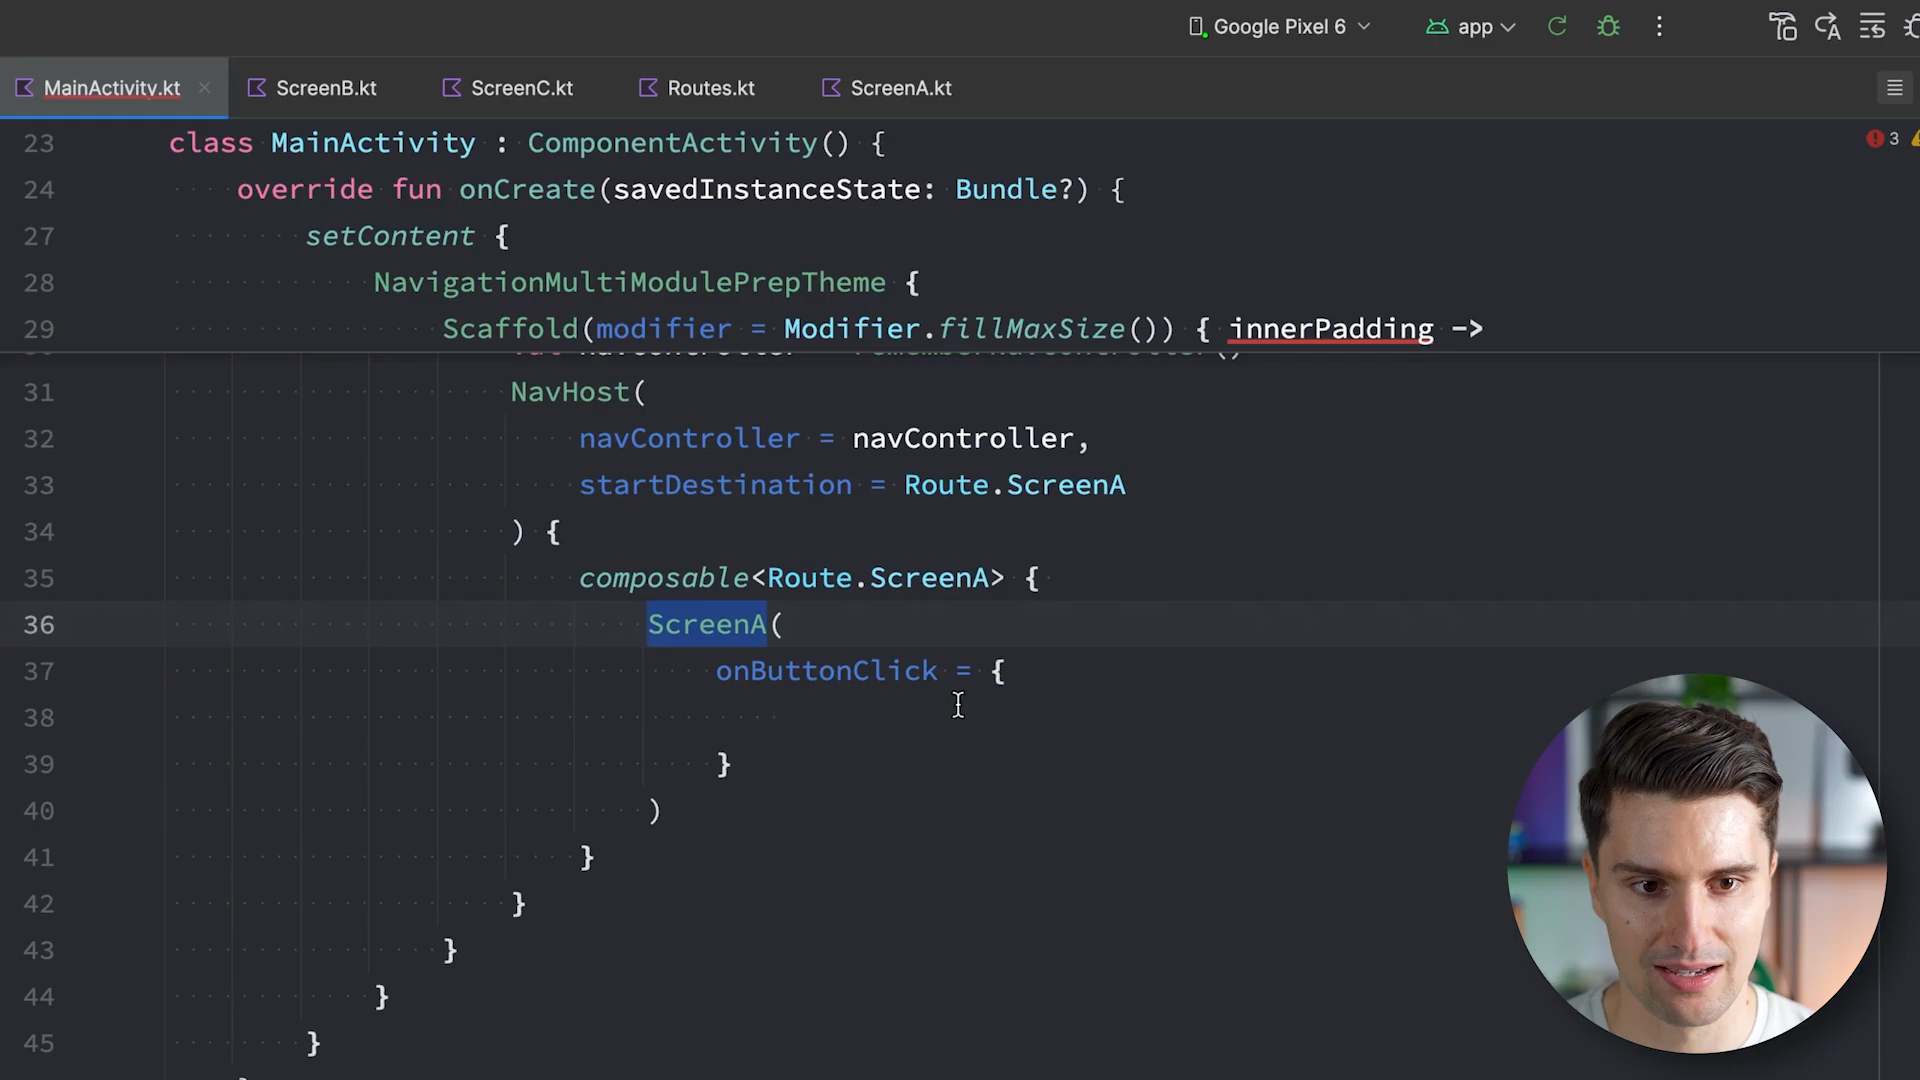 Google Pixel 6
app
MainActivity.kt
ScreenB.kt
ScreenC.kt
Routes.kt
ScreenA.kt
3
23 class MainActivity : ComponentActivity() {
24 override fun onCreate(savedInstanceState: Bundle?) {
27 setContent {
28 NavigationMultiModulePrepTheme {
29 Scaffold(modifier = Modifier.fillMaxSize()) { innerPadding ->
31 NavHost(
32 navController = navController,
33 startDestination = Route.ScreenA
34 ) {
35 composable<Route.ScreenA> {
36 ScreenA(
37 onButtonClick = {
38
39 }
40 )
41 }
42 }
43 }
44 }
45 }